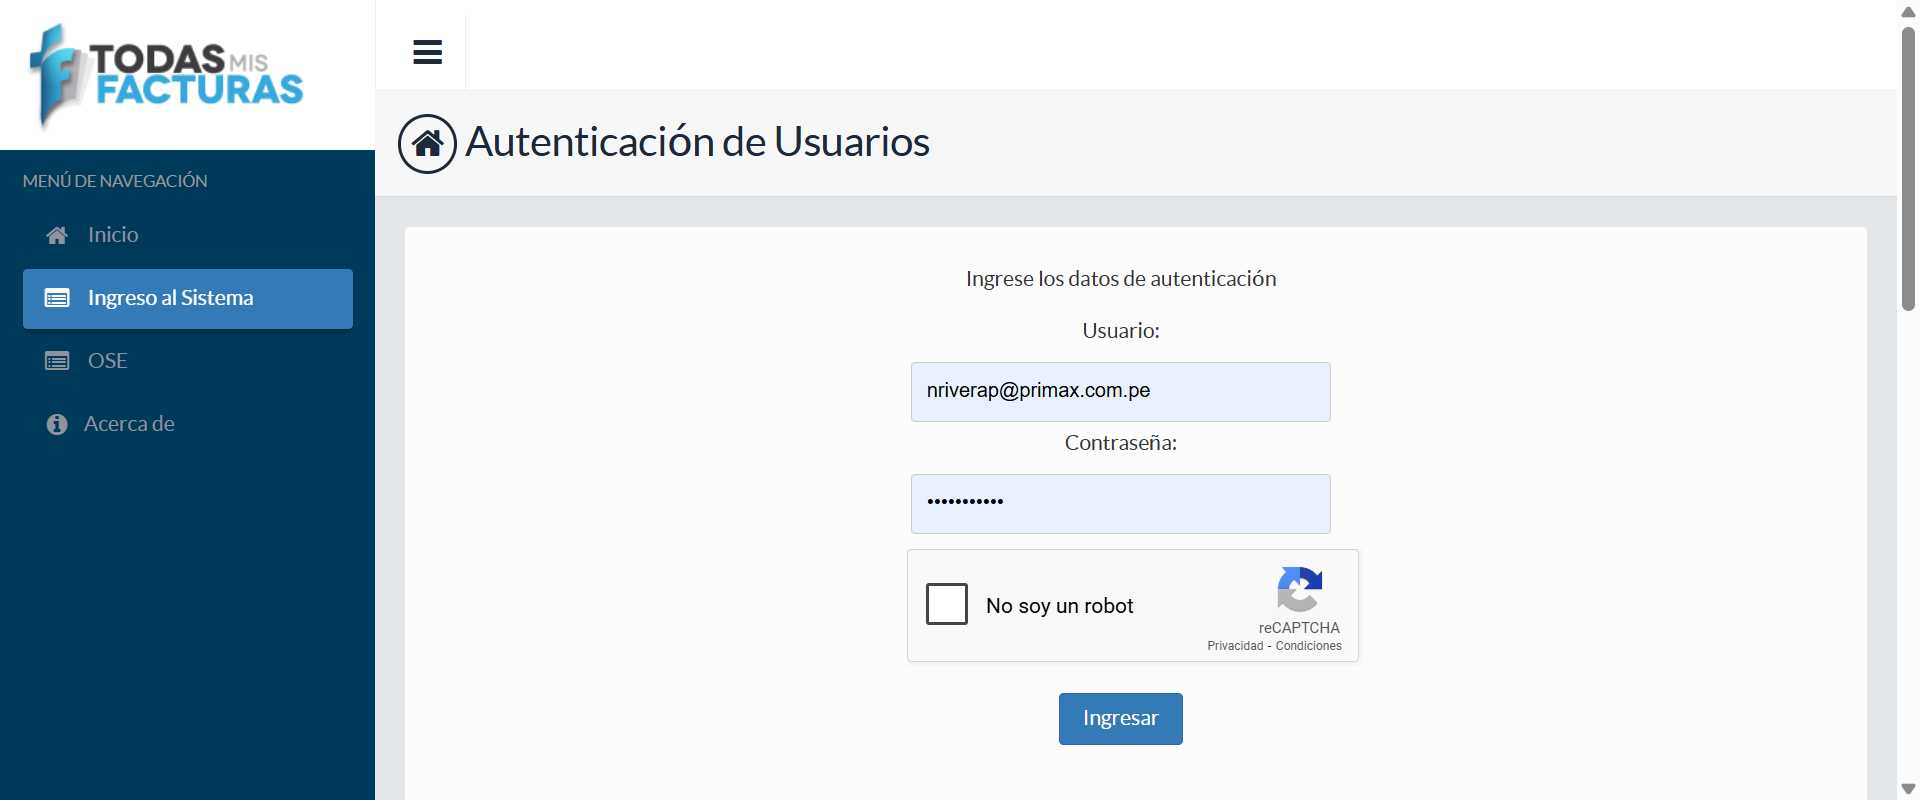 TODAS MIS
FACTURAS
MENÚ DE NAVEGACIÓN
Inicio
Ingreso al Sistema
OSE
Acerca de
Autenticación de Usuarios
Ingrese los datos de autenticación
Usuario:
nriverap@primax.com.pe
Contraseña:
•••••••••••
No soy un robot
reCAPTCHA
Privacidad - Condiciones
Ingresar